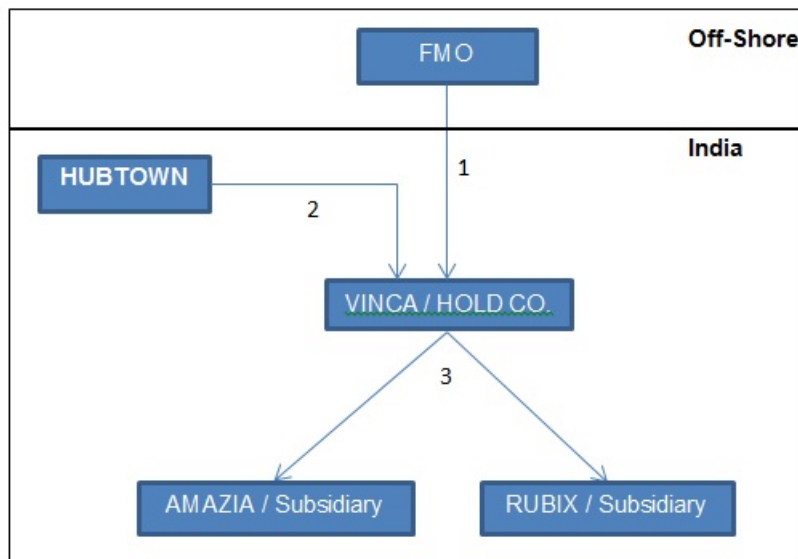 FMO
Off-Shore
India
HUBTOWN
1
2
VINCA / HOLD CO.
3
AMAZIA / Subsidiary
RUBIX / Subsidiary